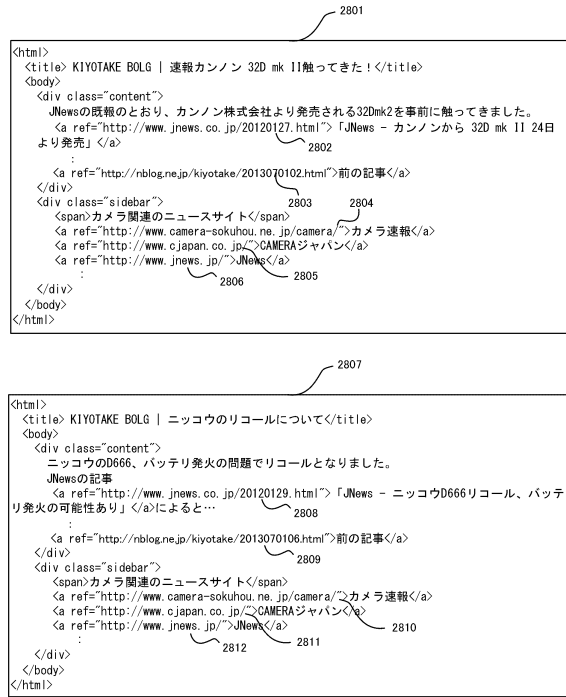 2801
<html>
<title> KIYOTAKE BOLG | 速報カンノン 32D mk II触ってきた！</title>
<body>
<div class="content">
JNewsの既報のとおり、カンノン株式会社より発売される32Dmk2を事前に触ってきました。
<a ref="http://www.jnews.co.jp/20120127.html">「JNews - カンノンから 32D mk II 24日
より発売」</a>
2802
:
<a ref="http://nblog.ne.jp/kiyotake/2013070102.html">前の記事</a>
</div>
2803
2804
<div class="sidebar">
<span>カメラ関連のニュースサイト</span>
<a ref="http://www.camera-sokuhou.ne.jp/camera/">カメラ速報</a>
<a ref="http://www.cjapan.co.jp/">CAMERAジャパン</a>
<a ref="http://www.jnews.jp/">JNews</a>
2805
2806
:
</div>
</body>
</html>
2807
<html>
<title> KIYOTAKE BOLG | ニッコウのリコールについて</title>
<body>
<div class="content">
ニッコウのD666、バッテリ発火の問題でリコールとなりました。
JNewsの記事
<a ref="http://www.jnews.co.jp/20120129.html">「JNews - ニッコウD666リコール、バッテ
リ発火の可能性あり」</a>によると…
2808
:
<a ref="http://nblog.ne.jp/kiyotake/2013070106.html">前の記事</a>
</div>
2809
<div class="sidebar">
<span>カメラ関連のニュースサイト</span>
<a ref="http://www.camera-sokuhou.ne.jp/camera/">カメラ速報</a>
<a ref="http://www.cjapan.co.jp/">CAMERAジャパン</a>
2810
<a ref="http://www.jnews.jp/">JNews</a>
2811
2812
:
</div>
</body>
</html>